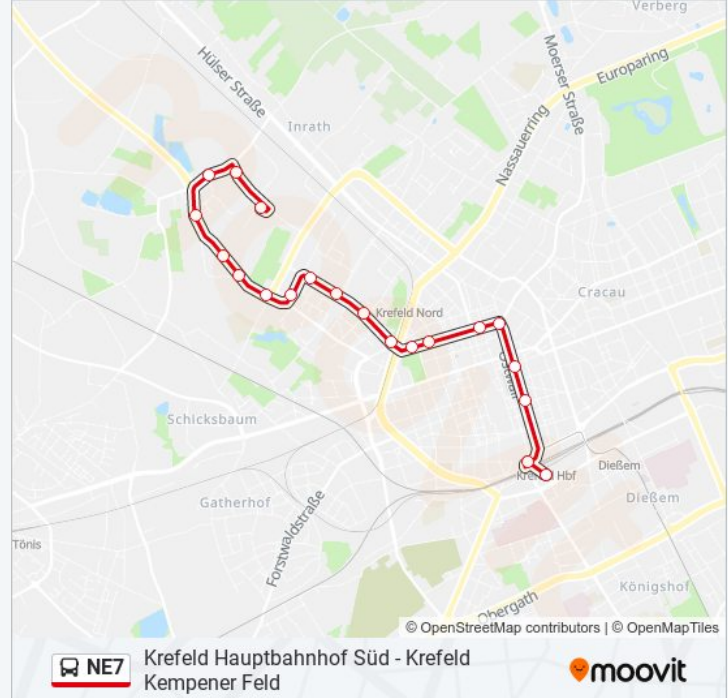 Verberg
Hülser Straße
Moerser Straße
Europaring
Inrath
Nassauerring
Cracau
Krefeld Nord
Ostwall
Schicksbaum
Dießem
Krefeld Hbf
Gatherhof
Dießem
Forstwaldstraße
Tönis
Königshof
Obergath
© OpenStreetMap contributors | © OpenMapTiles
NE7
Krefeld Hauptbahnhof Süd - Krefeld
Kempener Feld
moovit